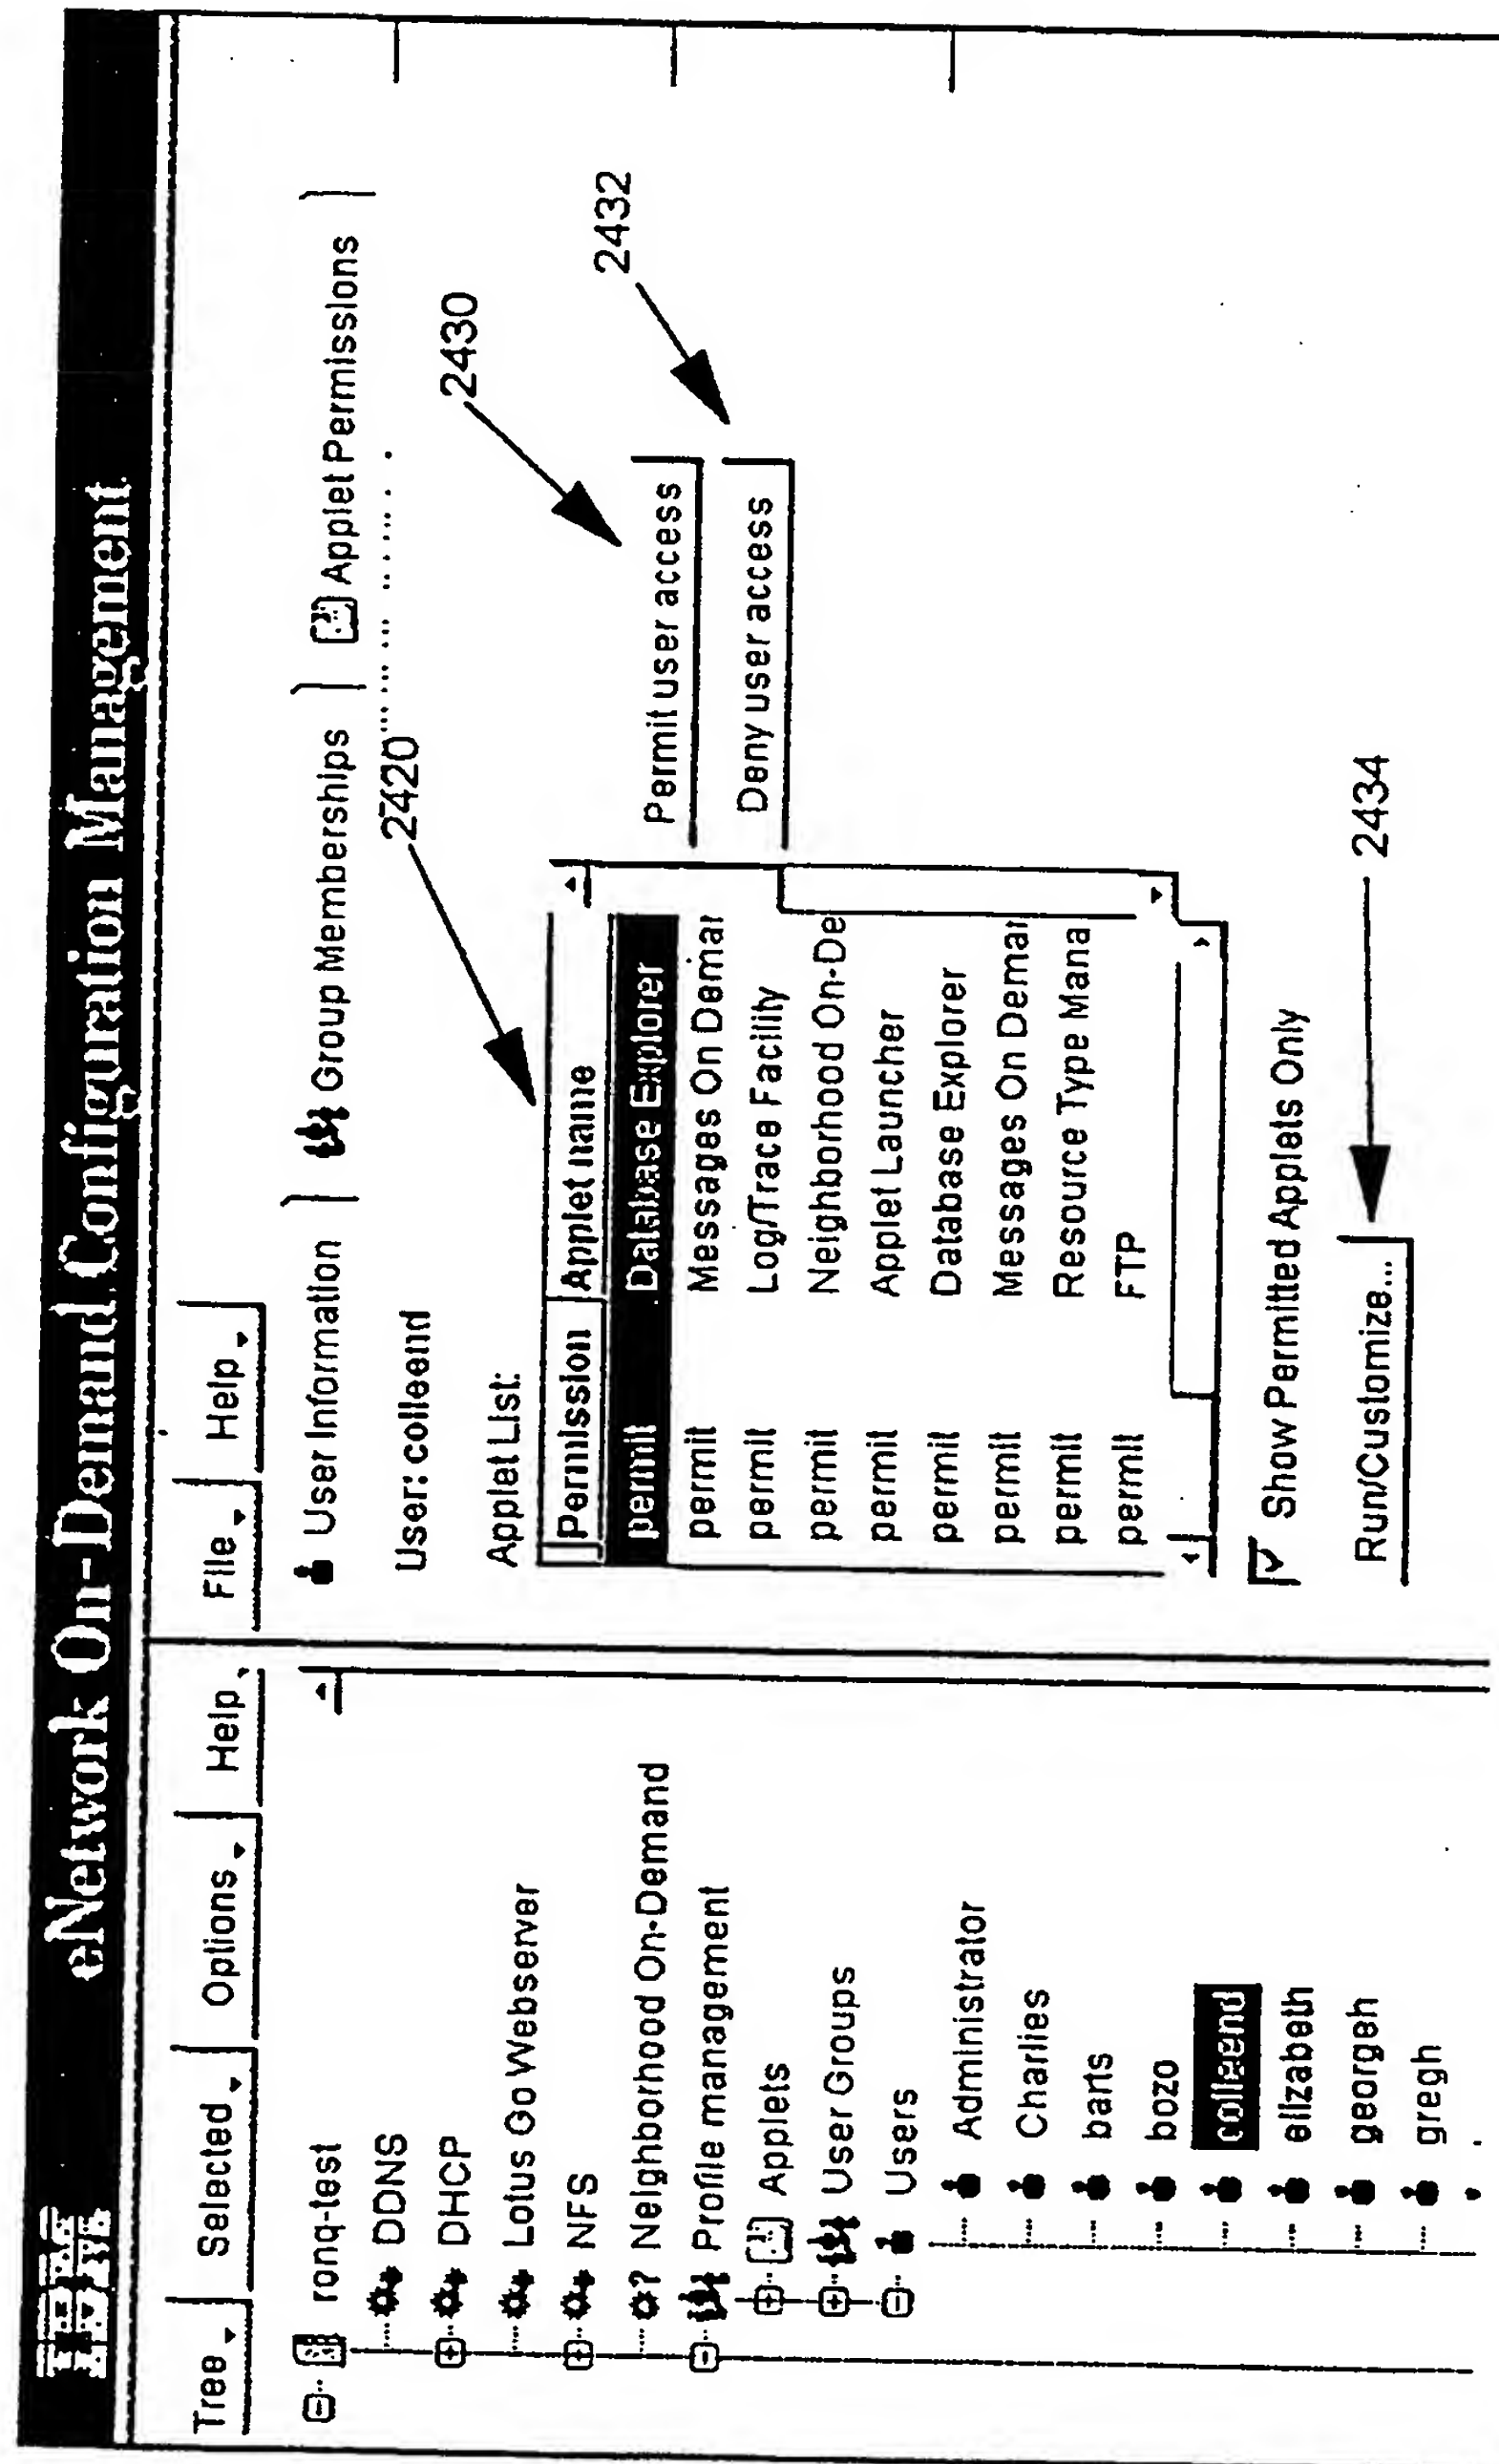 IBM eNetwork On-Demand Configuration Management
Tree Selected Options Help
ronq-test
DDNS
DHCP
Lotus Go Webserver
NFS
Neighborhood On-Demand
Profile management
Applets
User Groups
Users
Administrator
Charlies
barts
bozo
colleend
elizabeth
georgeh
gregh
File Help
User Information Group Memberships Applet Permissions
User: colleend
2420
2430
2432
Applet List:
Permission Applet name
permit Database Explorer
permit Messages On Demar
permit Log/Trace Facility
permit Neighborhood On-De
permit Applet Launcher
permit Database Explorer
permit Messages On Demar
permit Resource Type Mana
permit FTP
Permit user access
Deny user access
Show Permitted Applets Only
Run/Customize...
2434